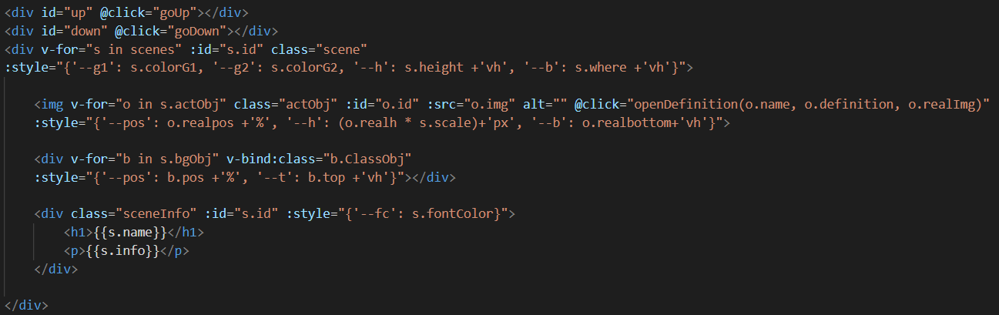 <div id="up" @click="goUp"></div>
<div id="down" @click="goDown"></div>
<div v-for="s in scenes" :id="s.id" class="scene"
:style="{'--g1': s.colorG1, '--g2': s.colorG2, '--h': s.height +'vh', '--b': s.where +'vh'}">
<img v-for="o in s.actObj" class="actObj" :id="o.id" :src="o.img" alt="" @click="openDefinition(o.name, o.definition, o.realImg)"
:style="{'--pos': o.realpos +'%', '--h': (o.realh * s.scale)+'px', '--b': o.realbottom+'vh'}">
<div v-for="b in s.bgObj" v-bind:class="b.ClassObj"
:style="{'--pos': b.pos +'%', '--t': b.top +'vh'}"></div>
<div class="sceneInfo" :id="s.id" :style="{'--fc': s.fontColor}">
<h1>{{s.name}}</h1>
<p>{{s.info}}</p>
</div>
</div>